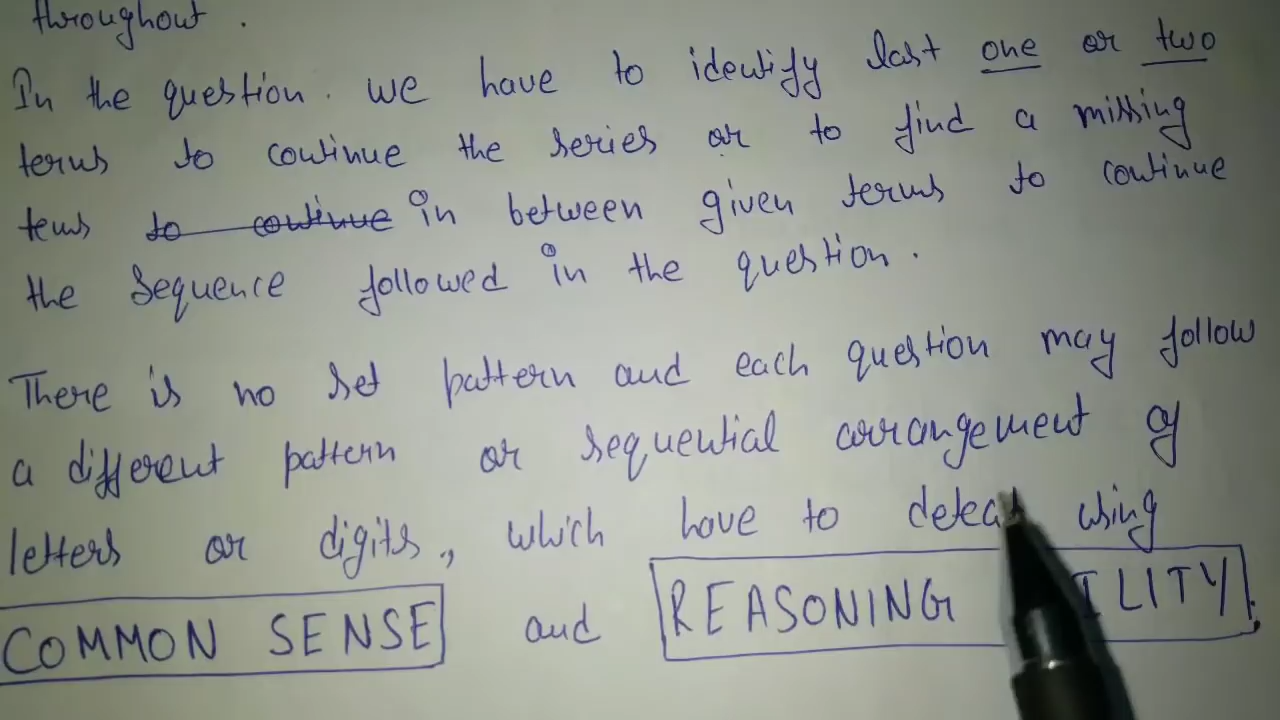 throughout.
In the question. we have to identify last one or two
terms to continue the series or to find a missing
tems to continue in between given terms to continue
the sequence followed in the question.
There is no set pattern and each question may follow
a different pattern or sequential arrangement of
letters or digits, which have to using
COMMON SENSE and REASONING ILITY.